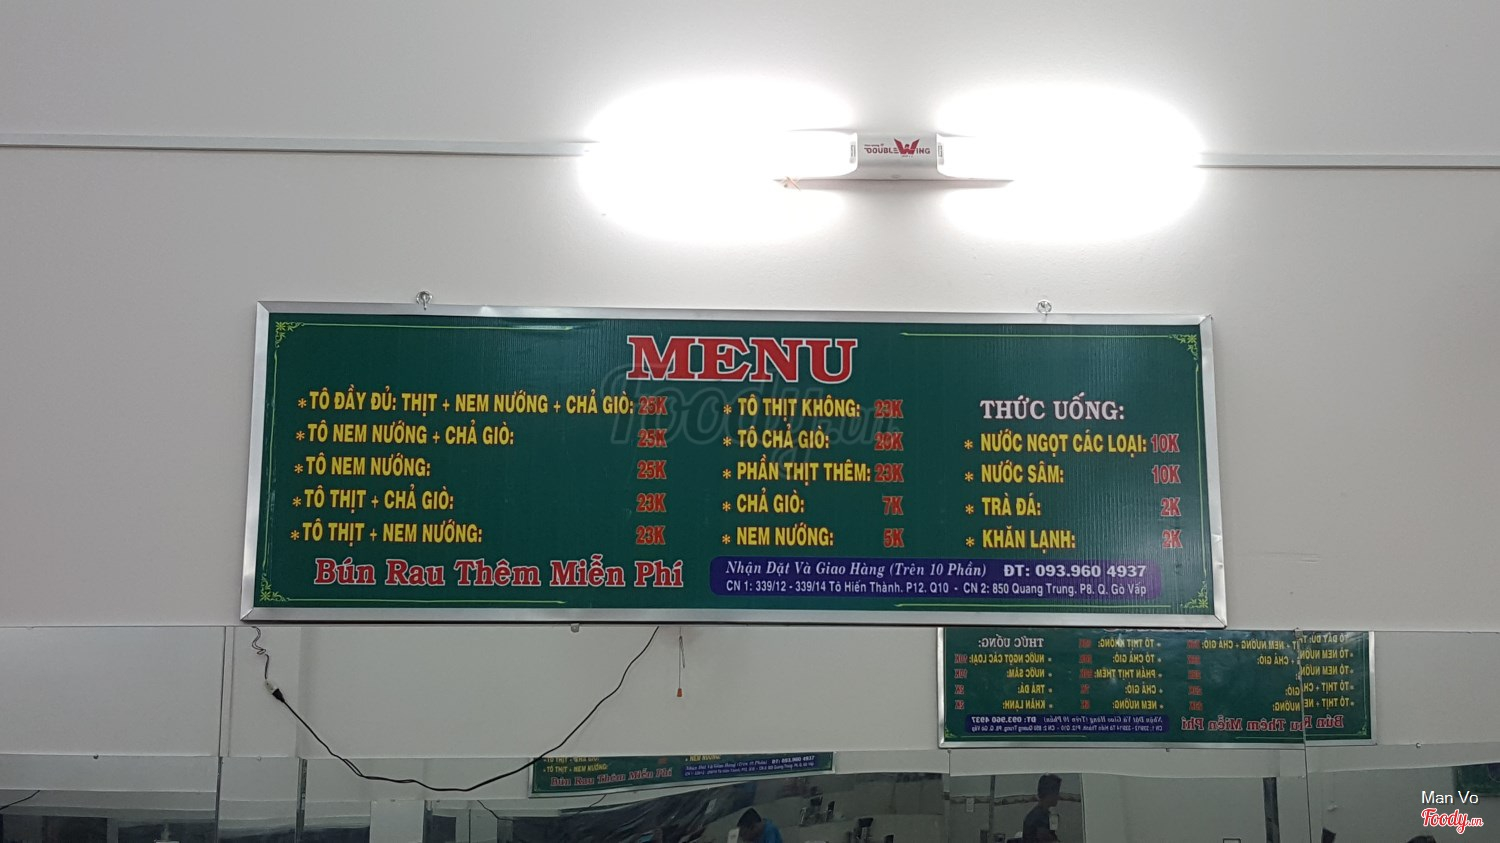 DOUBLE WING
MENU
* TÔ ĐẦY ĐỦ: THỊT + NEM NƯỚNG + CHẢ GIÒ: 25K
* TÔ NEM NƯỚNG + CHẢ GIÒ: 25K
* TÔ NEM NƯỚNG: 25K
* TÔ THỊT + CHẢ GIÒ: 23K
* TÔ THỊT + NEM NƯỚNG: 23K
Bún Rau Thêm Miễn Phí
* TÔ THỊT KHÔNG: 23K
* TÔ CHẢ GIÒ: 20K
* PHẦN THỊT THÊM: 23K
* CHẢ GIÒ: 7K
* NEM NƯỚNG: 5K
THỨC UỐNG:
* NƯỚC NGỌT CÁC LOẠI: 10K
* NƯỚC SÂM: 10K
* TRÀ ĐÁ: 2K
* KHĂN LẠNH: 2K
Nhận Đặt Và Giao Hàng (Trên 10 Phần) ĐT: 093.960 4937
CN 1: 339/12 - 339/14 Tô Hiến Thành. P12. Q10 - CN 2: 850 Quang Trung. P8. Q. Gò Vấp
Foody.vn
Man Vo
Foody.vn